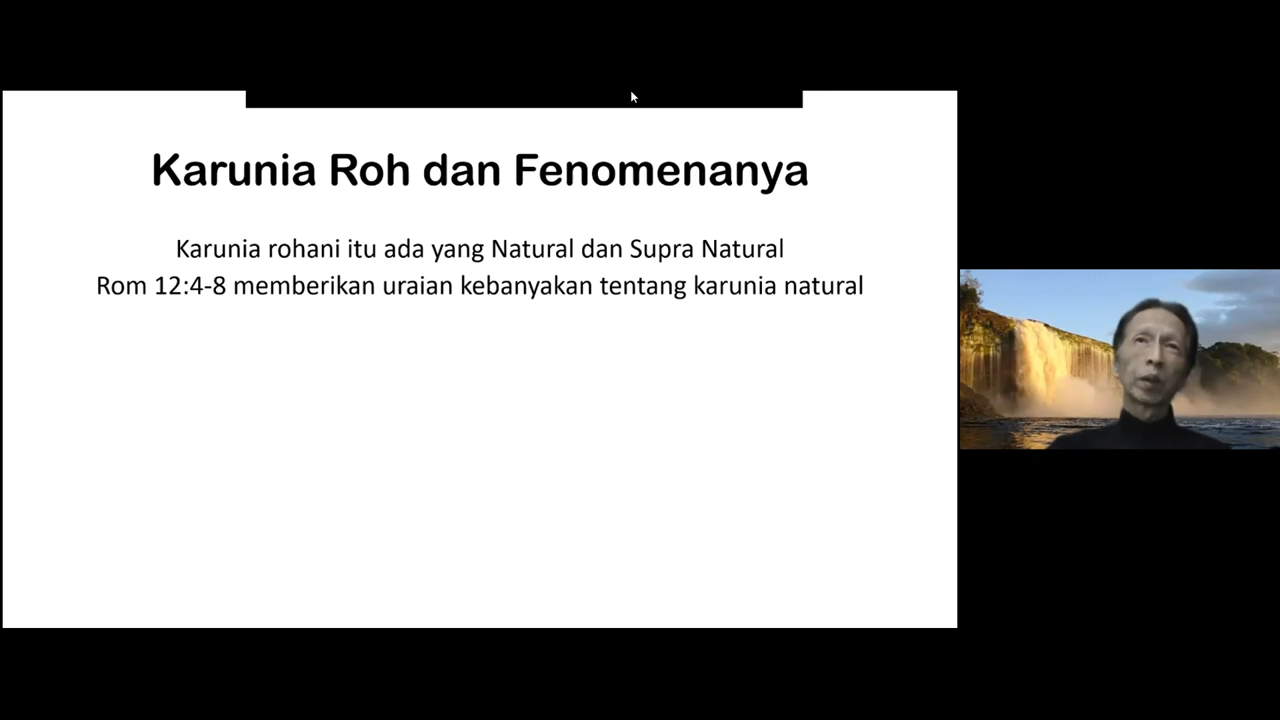 Karunia Roh dan Fenomenanya
Karunia rohani itu ada yang Natural dan Supra Natural
Rom 12:4-8 memberikan uraian kebanyakan tentang karunia natural